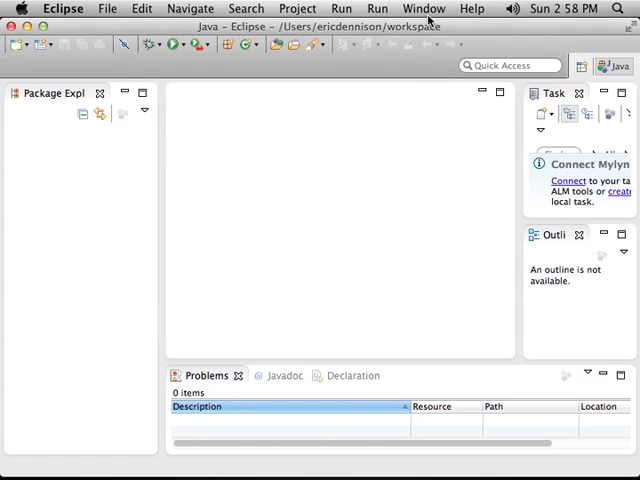 Eclipse File Edit Navigate Search Project Run Run Window Help Sun 2 58 PM
Java - Eclipse - /Users/ericdennison/workspace
Quick Access
Java
Package Expl
Task
Connect Mylyn
Connect to your ta
ALM tools or create
local task.
Outli
An outline is not
available.
Problems @ Javadoc Declaration
0 items
Description Resource Path Location